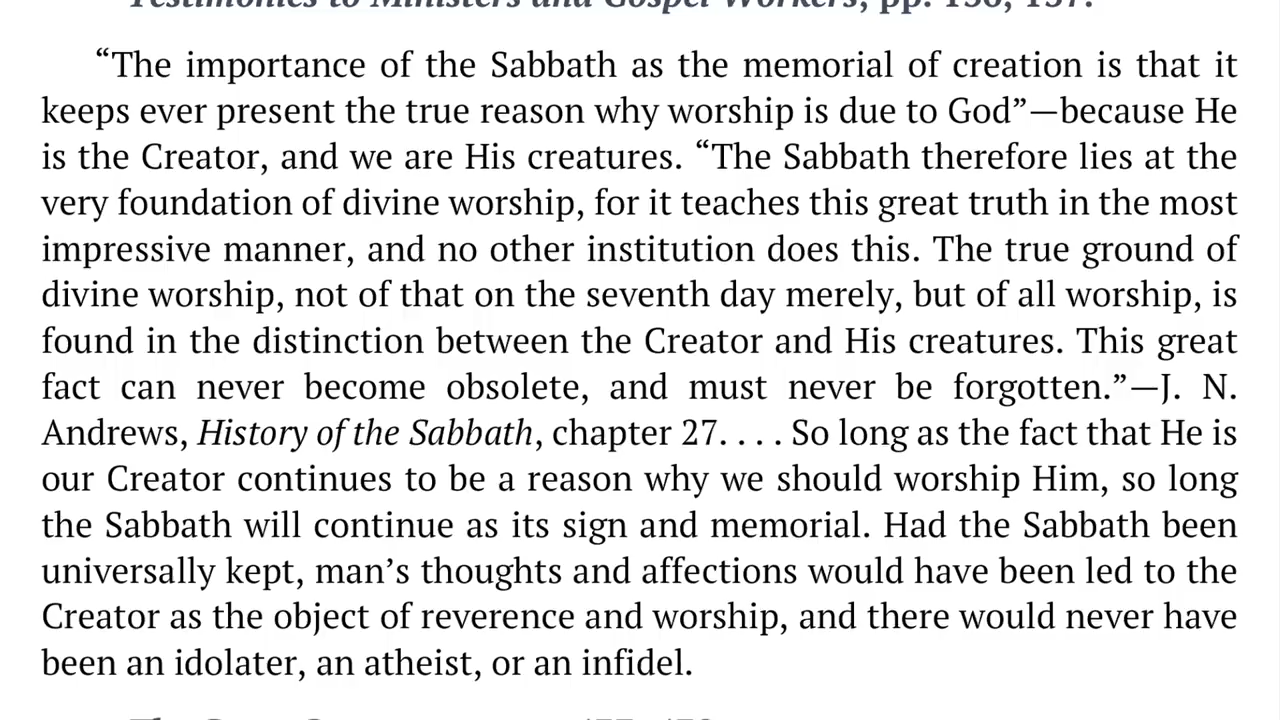 Testimonies to Ministers and Gospel Workers, pp. 136, 137.
“The importance of the Sabbath as the memorial of creation is that it
keeps ever present the true reason why worship is due to God”—because He
is the Creator, and we are His creatures. “The Sabbath therefore lies at the
very foundation of divine worship, for it teaches this great truth in the most
impressive manner, and no other institution does this. The true ground of
divine worship, not of that on the seventh day merely, but of all worship, is
found in the distinction between the Creator and His creatures. This great
fact can never become obsolete, and must never be forgotten.”—J. N.
Andrews, History of the Sabbath, chapter 27. . . . So long as the fact that He is
our Creator continues to be a reason why we should worship Him, so long
the Sabbath will continue as its sign and memorial. Had the Sabbath been
universally kept, man’s thoughts and affections would have been led to the
Creator as the object of reverence and worship, and there would never have
been an idolater, an atheist, or an infidel.